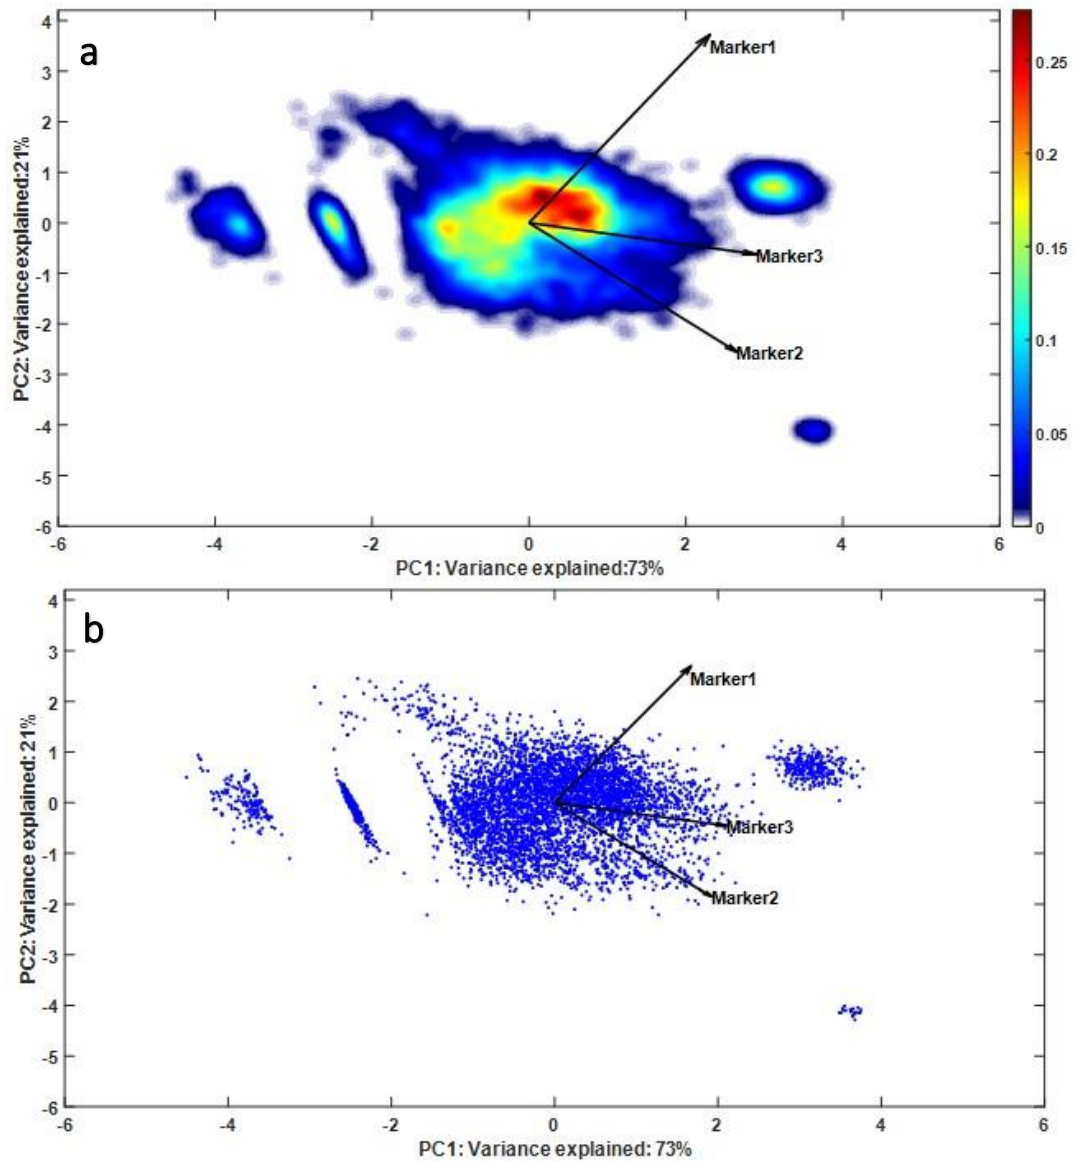 a
4
3
2
1
0
-1
-2
-3
-4
-5
-6
PC2: Variance explained:21%
Marker1
Marker3
Marker2
0.25
0.2
0.15
0.1
0.05
0
-6 -4 -2 0 2 4 6
PC1: Variance explained:73%
b
4
3
2
1
0
-1
-2
-3
-4
-5
-6
PC2: Variance explained: 21%
Marker1
Marker3
Marker2
-6 -4 -2 0 2 4 6
PC1: Variance explained: 73%